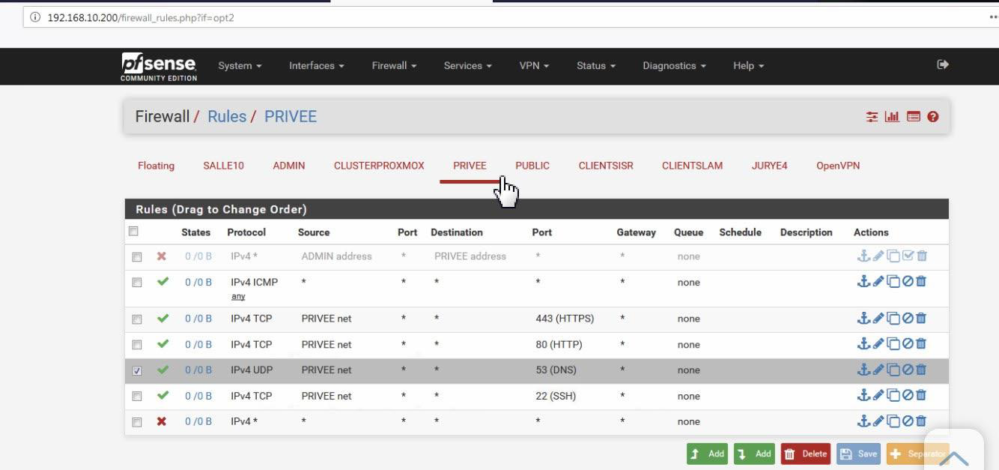 192.168.10.200/firewall_rules.php?if=opt2
pfsense
COMMUNITY EDITION
System Interfaces Firewall Services VPN Status Diagnostics Help
Firewall / Rules / PRIVEE
Floating SALLE10 ADMIN CLUSTERPROXMOX PRIVEE PUBLIC CLIENTSISR CLIENTSLAM JURYE4 OpenVPN
Rules (Drag to Change Order)
States Protocol Source Port Destination Port Gateway Queue Schedule Description Actions
0 /0 B IPv4 * ADMIN address * PRIVEE address * * none
0 /0 B IPv4 ICMP * * * * * none
any
0 /0 B IPv4 TCP PRIVEE net * * 443 (HTTPS) * none
0 /0 B IPv4 TCP PRIVEE net * * 80 (HTTP) * none
0 /0 B IPv4 UDP PRIVEE net * * 53 (DNS) * none
0 /0 B IPv4 TCP PRIVEE net * * 22 (SSH) * none
0 /0 B IPv4 * * * * * * none
Add Add Delete Save Separator